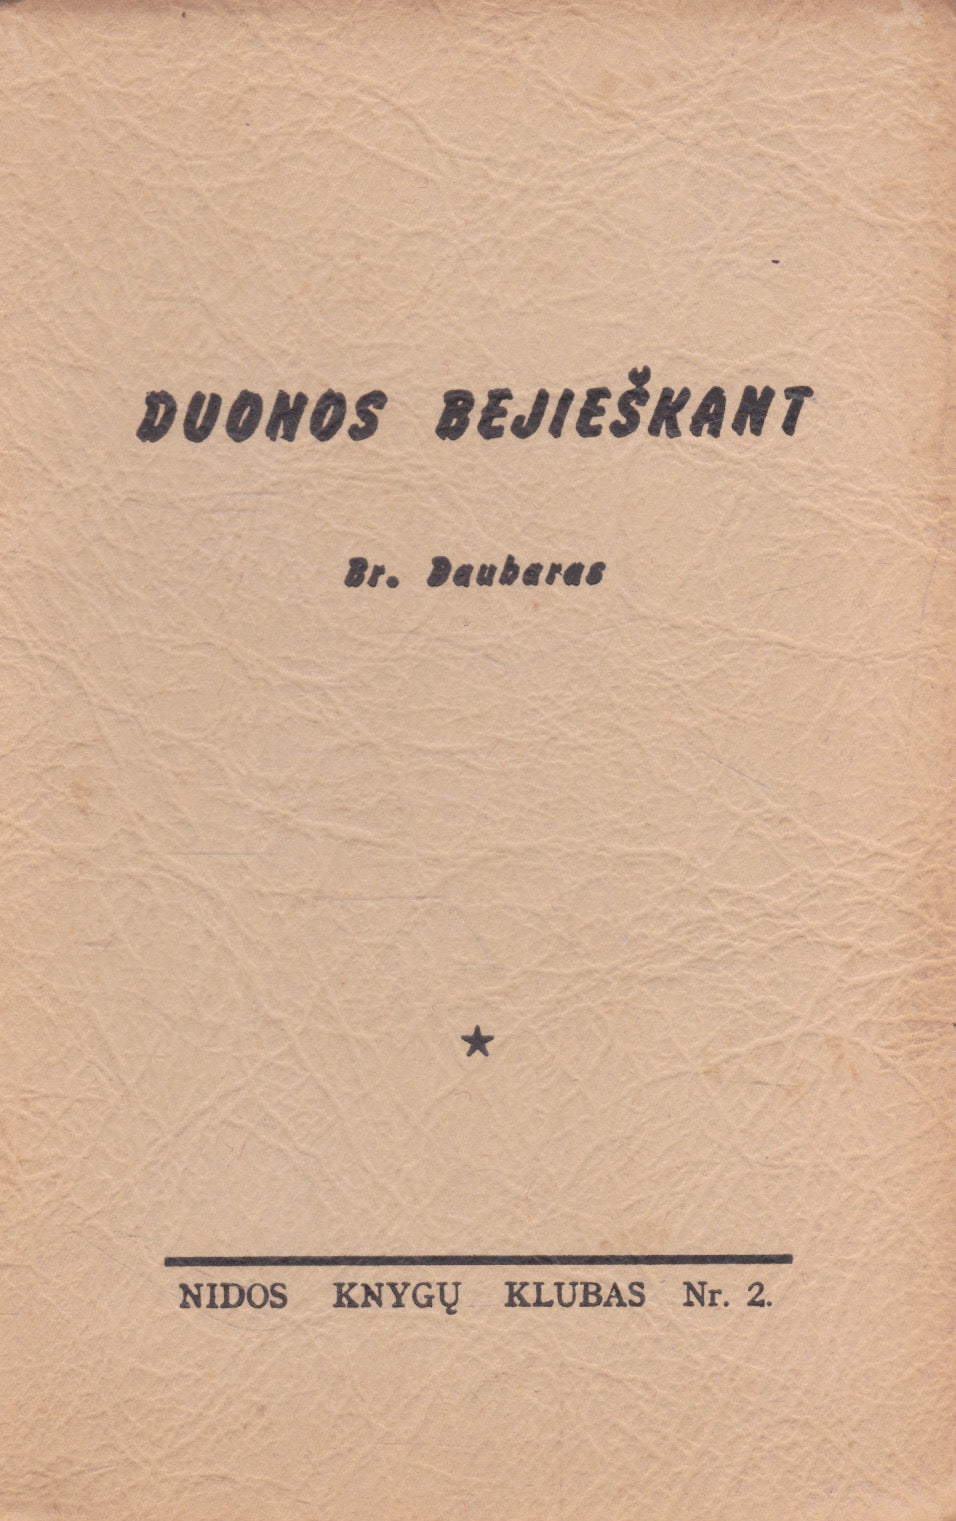 DUONOS BEJIEŠKANT
Br. Daubaras
NIDOS KNYGŲ KLUBAS Nr. 2.